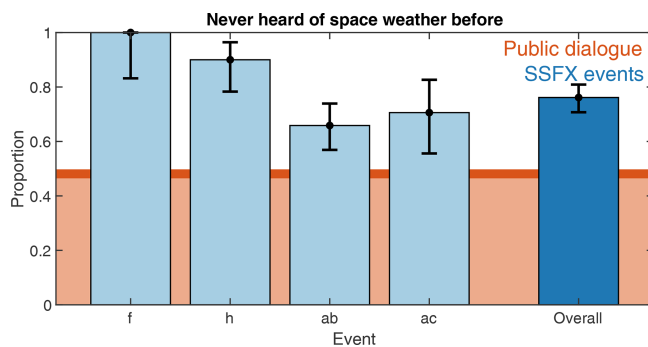 Never heard of space weather before
Public dialogue
SSFX events
1
0.8
0.6
0.4
0.2
0
Proportion
f h ab ac Overall
Event